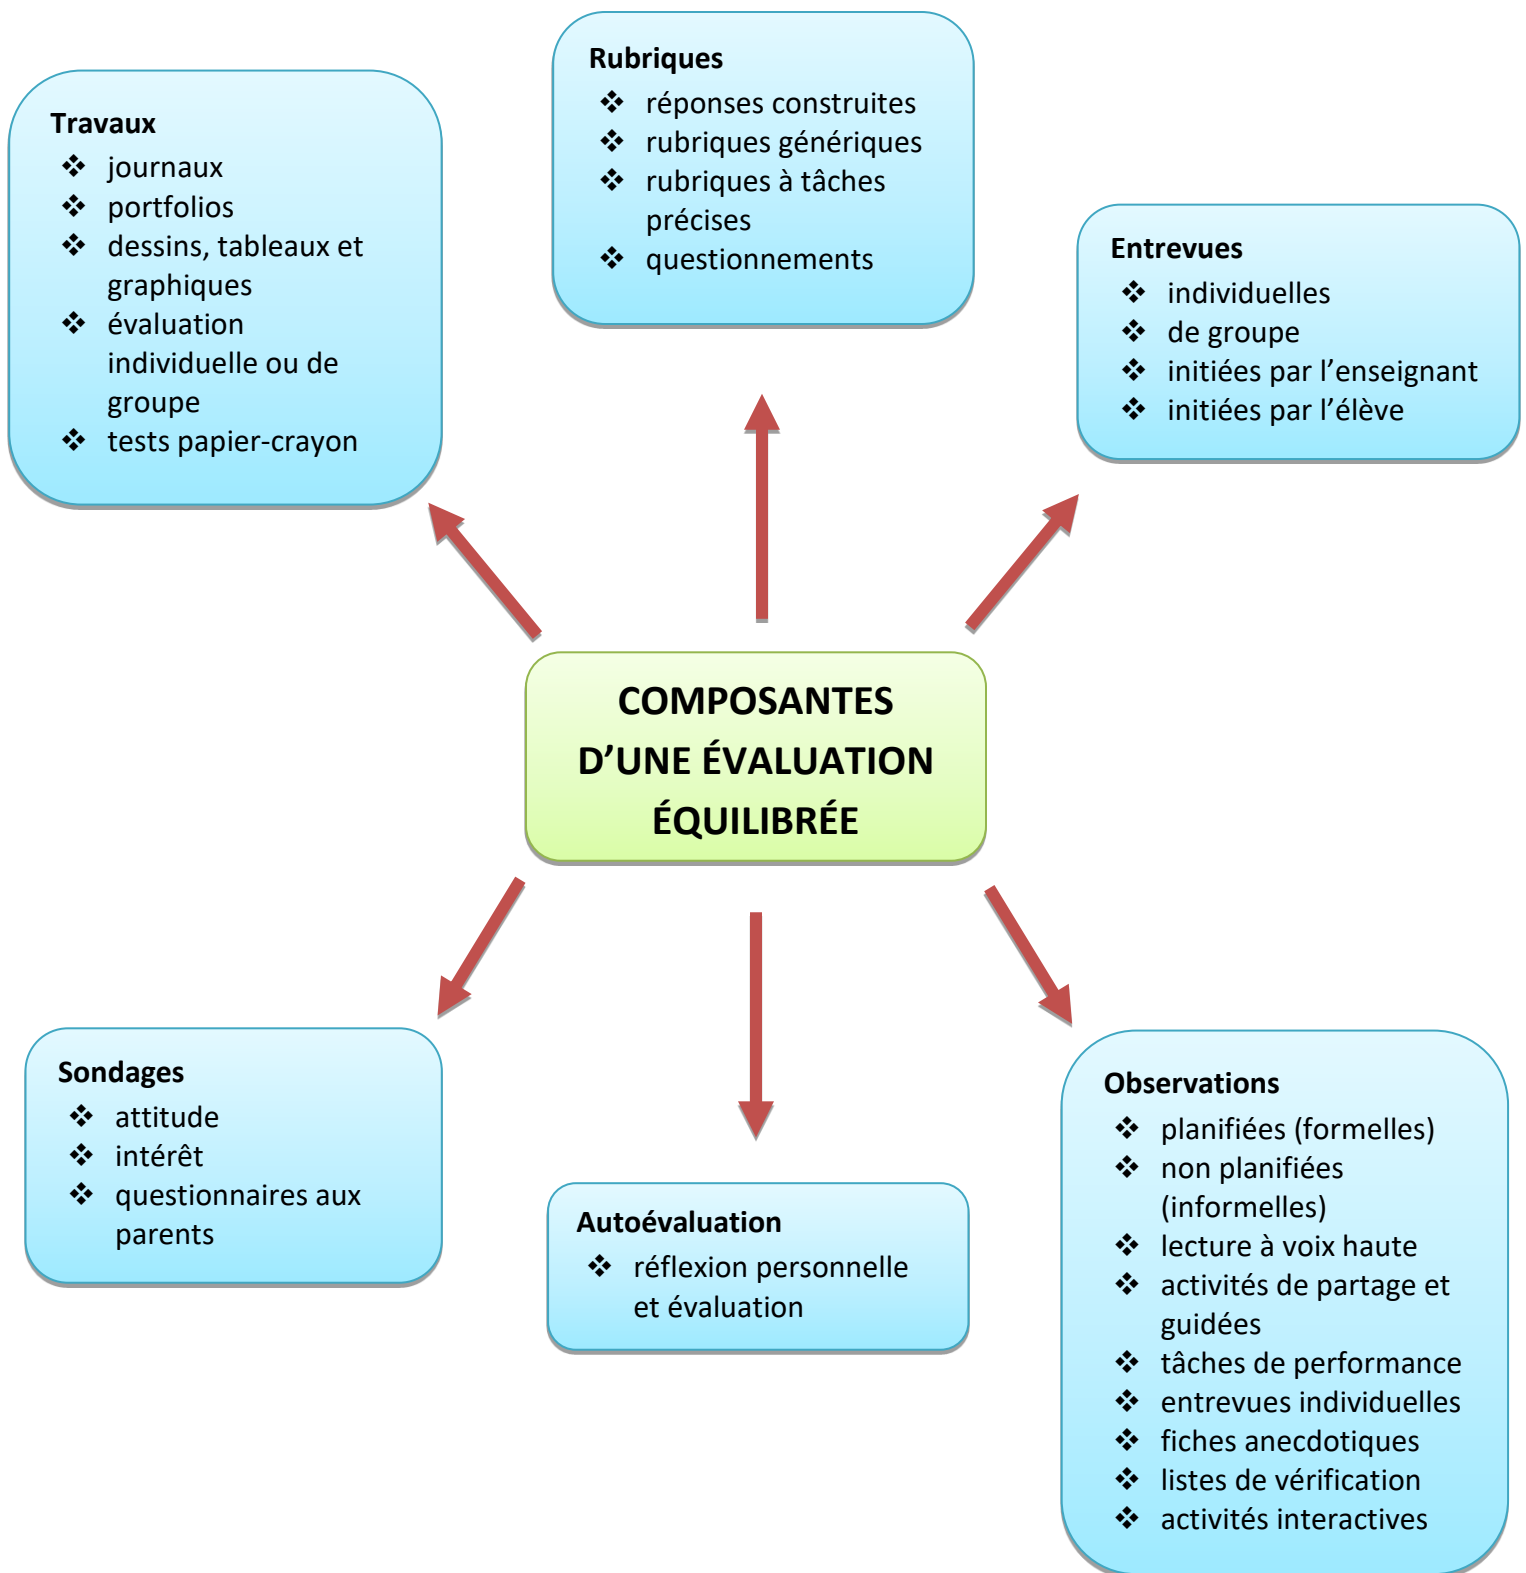 Travaux
❖ journaux
❖ portfolios
❖ dessins, tableaux et
graphiques
❖ évaluation
individuelle ou de
groupe
❖ tests papier-crayon
Rubriques
❖ réponses construites
❖ rubriques génériques
❖ rubriques à tâches
précises
❖ questionnements
Entrevues
❖ individuelles
❖ de groupe
❖ initiées par l’enseignant
❖ initiées par l’élève
COMPOSANTES
D’UNE ÉVALUATION
ÉQUILIBRÉE
Sondages
❖ attitude
❖ intérêt
❖ questionnaires aux
parents
Autoévaluation
❖ réflexion personnelle
et évaluation
Observations
❖ planifiées (formelles)
❖ non planifiées
(informelles)
❖ lecture à voix haute
❖ activités de partage et
guidées
❖ tâches de performance
❖ entrevues individuelles
❖ fiches anecdotiques
❖ listes de vérification
❖ activités interactives